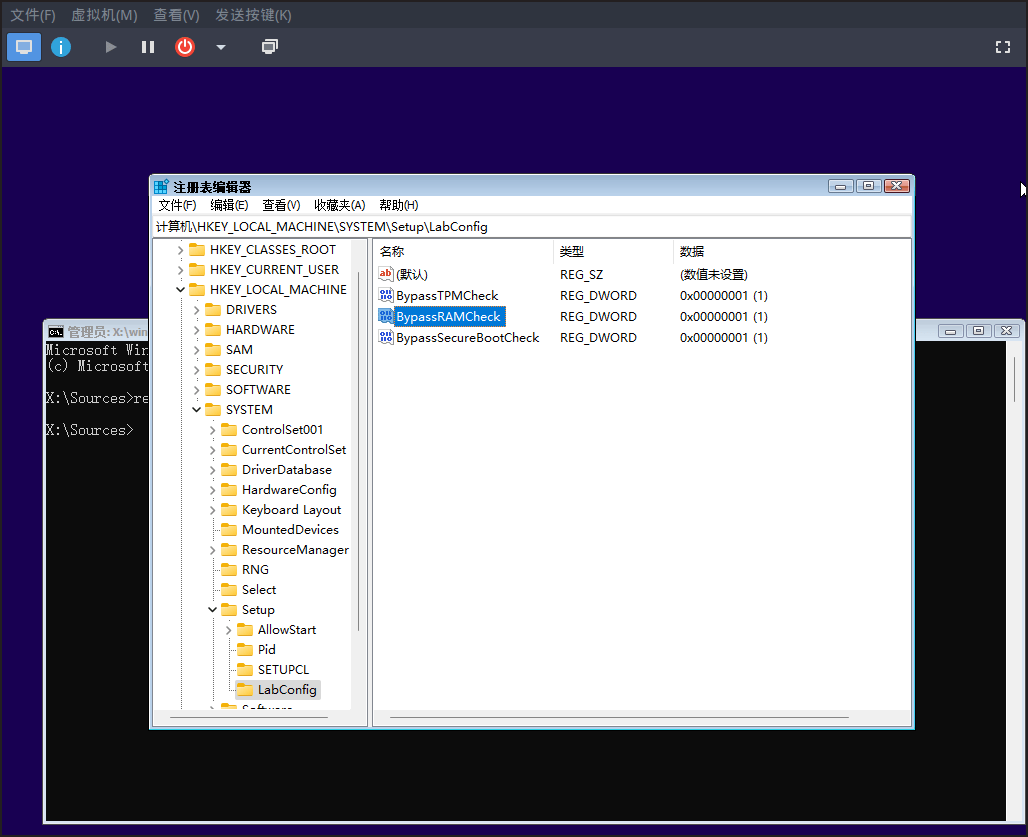 文件(F) 虚拟机(M) 查看(V) 发送按键(K)
注册表编辑器
文件(F) 编辑(E) 查看(V) 收藏夹(A) 帮助(H)
计算机\HKEY_LOCAL_MACHINE\SYSTEM\Setup\LabConfig
HKEY_CLASSES_ROOT
HKEY_CURRENT_USER
HKEY_LOCAL_MACHINE
DRIVERS
HARDWARE
SAM
SECURITY
SOFTWARE
SYSTEM
ControlSet001
CurrentControlSet
DriverDatabase
HardwareConfig
Keyboard Layout
MountedDevices
ResourceManager
RNG
Select
Setup
AllowStart
Pid
SETUPCL
LabConfig
Software
名称 类型 数据
(默认) REG_SZ (数值未设置)
BypassTPMCheck REG_DWORD 0x00000001 (1)
BypassRAMCheck REG_DWORD 0x00000001 (1)
BypassSecureBootCheck REG_DWORD 0x00000001 (1)
管理员: X:\win
Microsoft Win
(c) Microsoft
X:\Sources>re
X:\Sources>